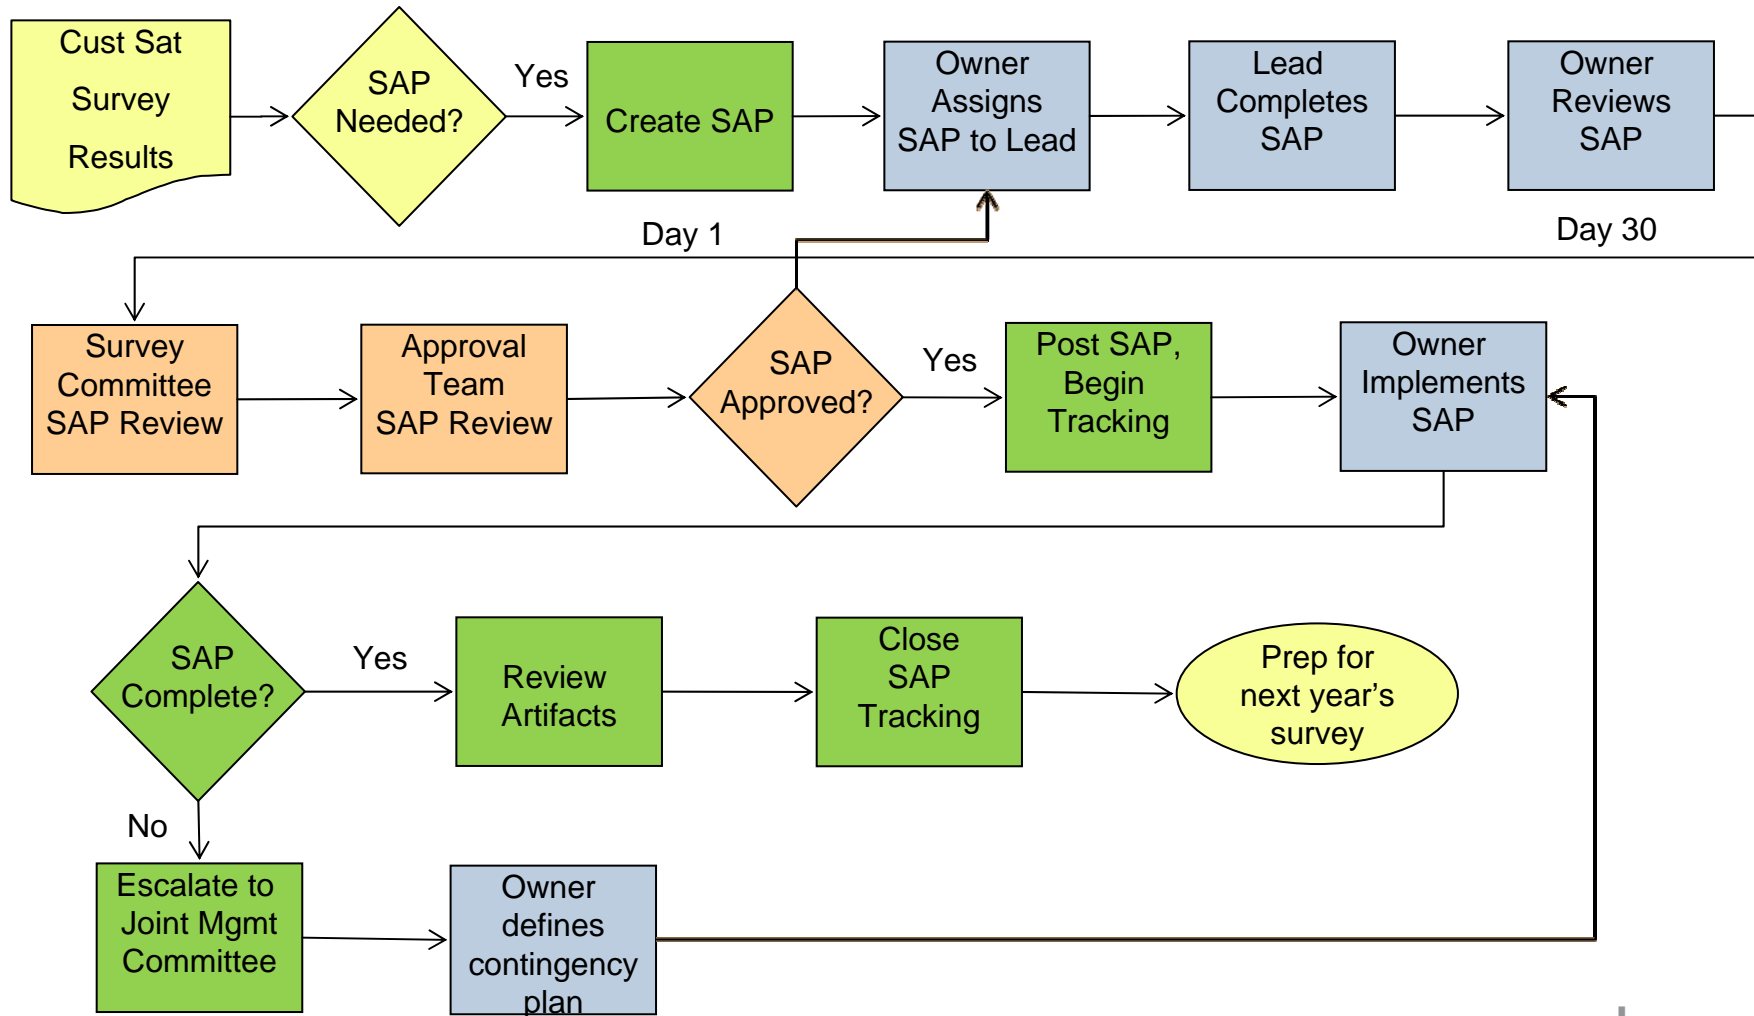 Cust Sat
Survey
Results
SAP
Needed?
Yes
Create SAP
Owner
Assigns
SAP to Lead
Lead
Completes
SAP
Owner
Reviews
SAP
Day 1
Day 30
Survey
Committee
SAP Review
Approval
Team
SAP Review
SAP
Approved?
Yes
Post SAP,
Begin
Tracking
Owner
Implements
SAP
SAP
Complete?
Yes
Review
Artifacts
Close
SAP
Tracking
Prep for
next year’s
survey
No
Escalate to
Joint Mgmt
Committee
Owner
defines
contingency
plan